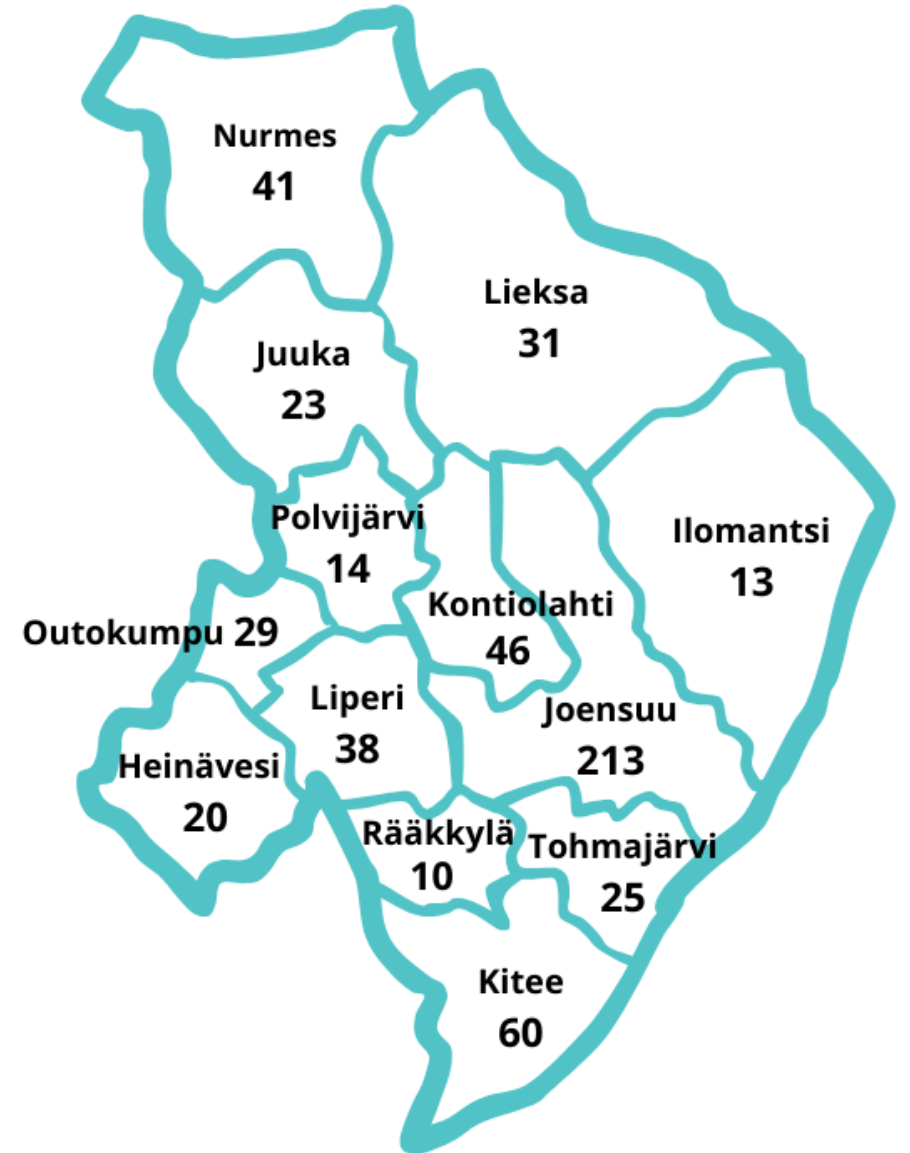 Nurmes
41
Lieksa
31
Juuka
23
Polvijärvi
14
Ilomantsi
13
Kontiolahti
46
Outokumpu 29
Liperi
38
Joensuu
213
Heinävesi
20
Rääkkylä
10
Tohmajärvi
25
Kitee
60